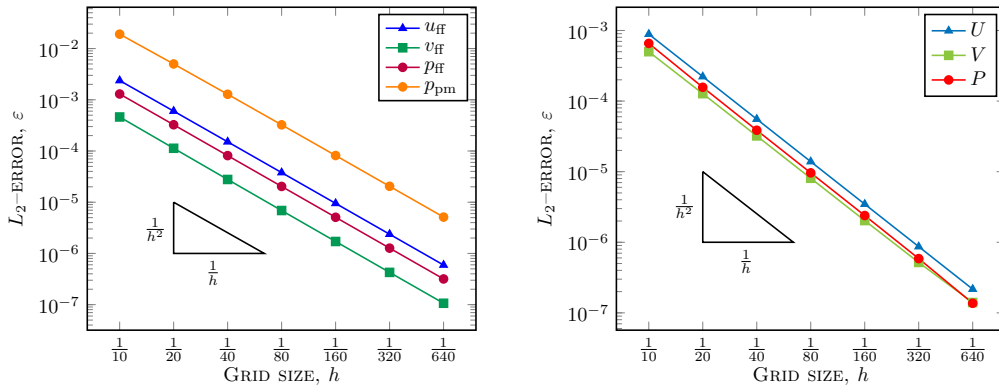 10^{-2}
10^{-3}
10^{-4}
10^{-5}
10^{-6}
10^{-7}
L_2–ERROR, ε
u_ff
v_ff
p_ff
p_pm
1/h^2
1/h
1/10 1/20 1/40 1/80 1/160 1/320 1/640
GRID SIZE, h
10^{-3}
10^{-4}
10^{-5}
10^{-6}
10^{-7}
L_2–ERROR, ε
U
V
P
1/h^2
1/h
1/10 1/20 1/40 1/80 1/160 1/320 1/640
GRID SIZE, h